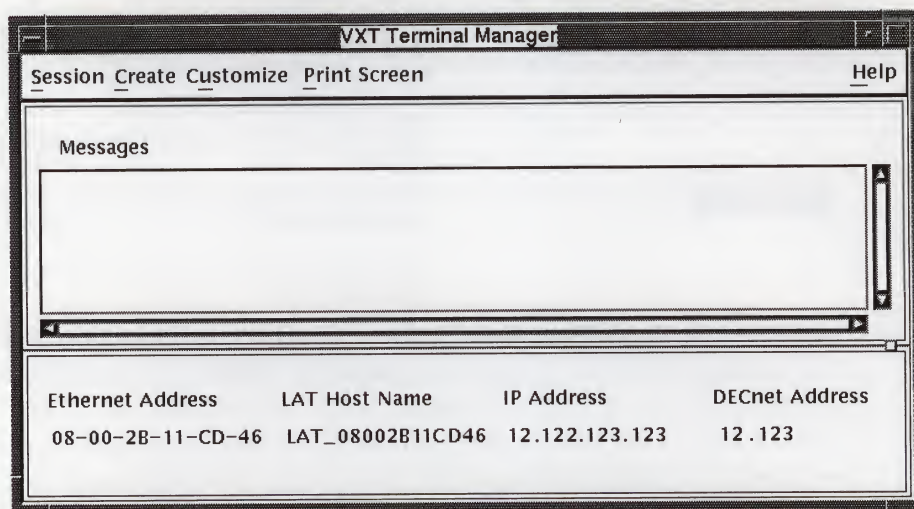 VXT Terminal Manager
Session Create Customize Print Screen Help
Messages
Ethernet Address LAT Host Name IP Address DECnet Address
08-00-2B-11-CD-46 LAT_08002B11CD46 12.122.123.123 12.123